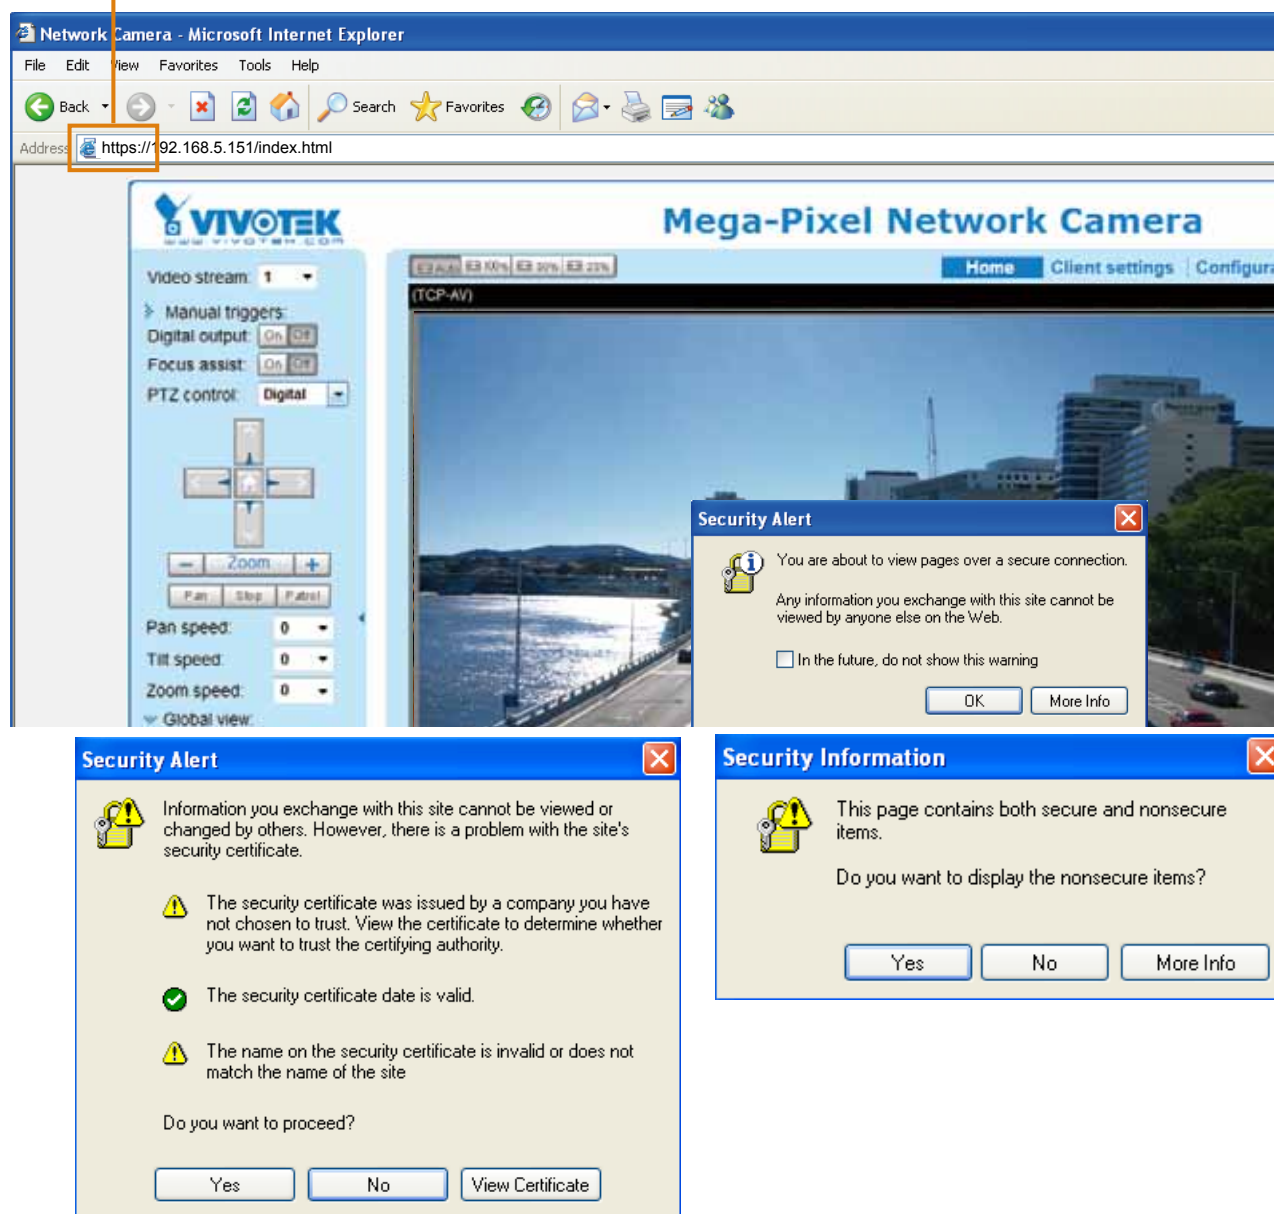 Network Camera - Microsoft Internet Explorer
File Edit View Favorites Tools Help
Back Search Favorites
Address https://192.168.5.151/index.html
VIVOTEK
www.vivotek.com
Mega-Pixel Network Camera
Video stream: 1
AUTO 100% 50% 25%
Home Client settings Configura
(TCP-AV)
Manual triggers:
Digital output: On Off
Focus assist: On Off
PTZ control: Digital
Zoom
Pan Stop Patrol
Pan speed: 0
Tilt speed: 0
Zoom speed: 0
Global view:
Security Alert
You are about to view pages over a secure connection.
Any information you exchange with this site cannot be
viewed by anyone else on the Web.
In the future, do not show this warning
OK More Info
Security Alert
Information you exchange with this site cannot be viewed or
changed by others. However, there is a problem with the site's
security certificate.
The security certificate was issued by a company you have
not chosen to trust. View the certificate to determine whether
you want to trust the certifying authority.
The security certificate date is valid.
The name on the security certificate is invalid or does not
match the name of the site
Do you want to proceed?
Yes No View Certificate
Security Information
This page contains both secure and nonsecure
items.
Do you want to display the nonsecure items?
Yes No More Info